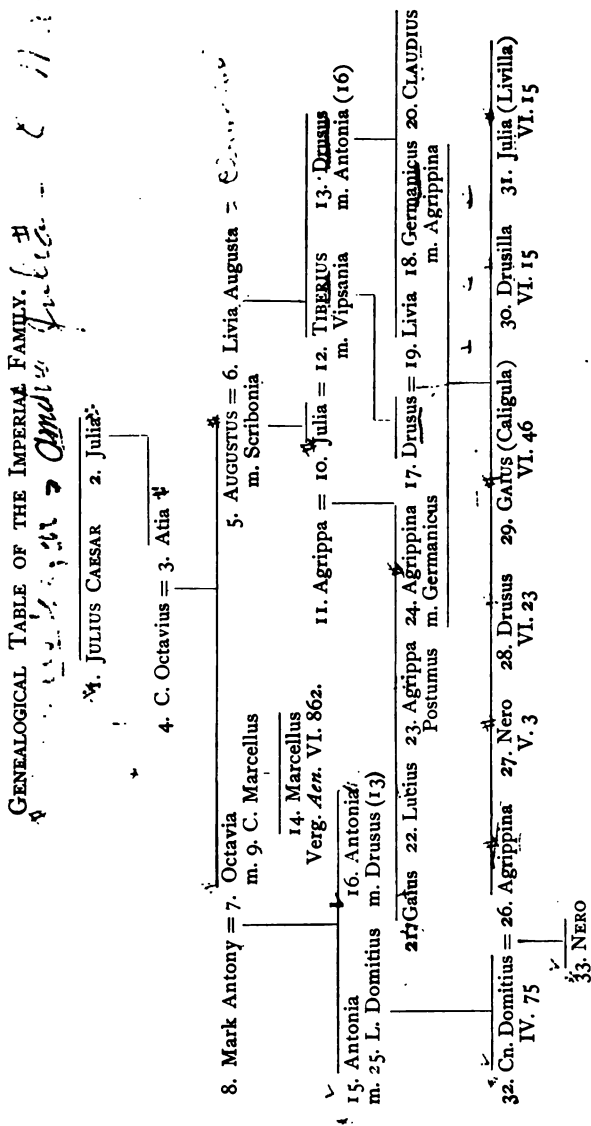 GENEALOGICAL TABLE OF THE IMPERIAL FAMILY.
1. JULIUS CAESAR 2. Julia
4. C. Octavius = 3. Atia
8. Mark Antony = 7. Octavia 5. AUGUSTUS = 6. Livia Augusta =
m. 9. C. Marcellus m. Scribonia
14. Marcellus
Verg. Aen. VI. 862.
11. Agrippa = 10. Julia = 12. TIBERIUS 13. Drusus
m. Vipsania m. Antonia (16)
15. Antonia 16. Antonia
m. 25. L. Domitius m. Drusus (13)
21. Gaius 22. Lucius 23. Agrippa 24. Agrippina 17. Drusus = 19. Livia 18. Germanicus 20. CLAUDIUS
Postumus m. Germanicus m. Agrippina
32. Cn. Domitius = 26. Agrippina 27. Nero 28. Drusus 29. GAIUS (Caligula) 30. Drusilla 31. Julia (Livilla)
IV. 75 V. 3 VI. 23 VI. 46 VI. 15 VI. 15
33. NERO